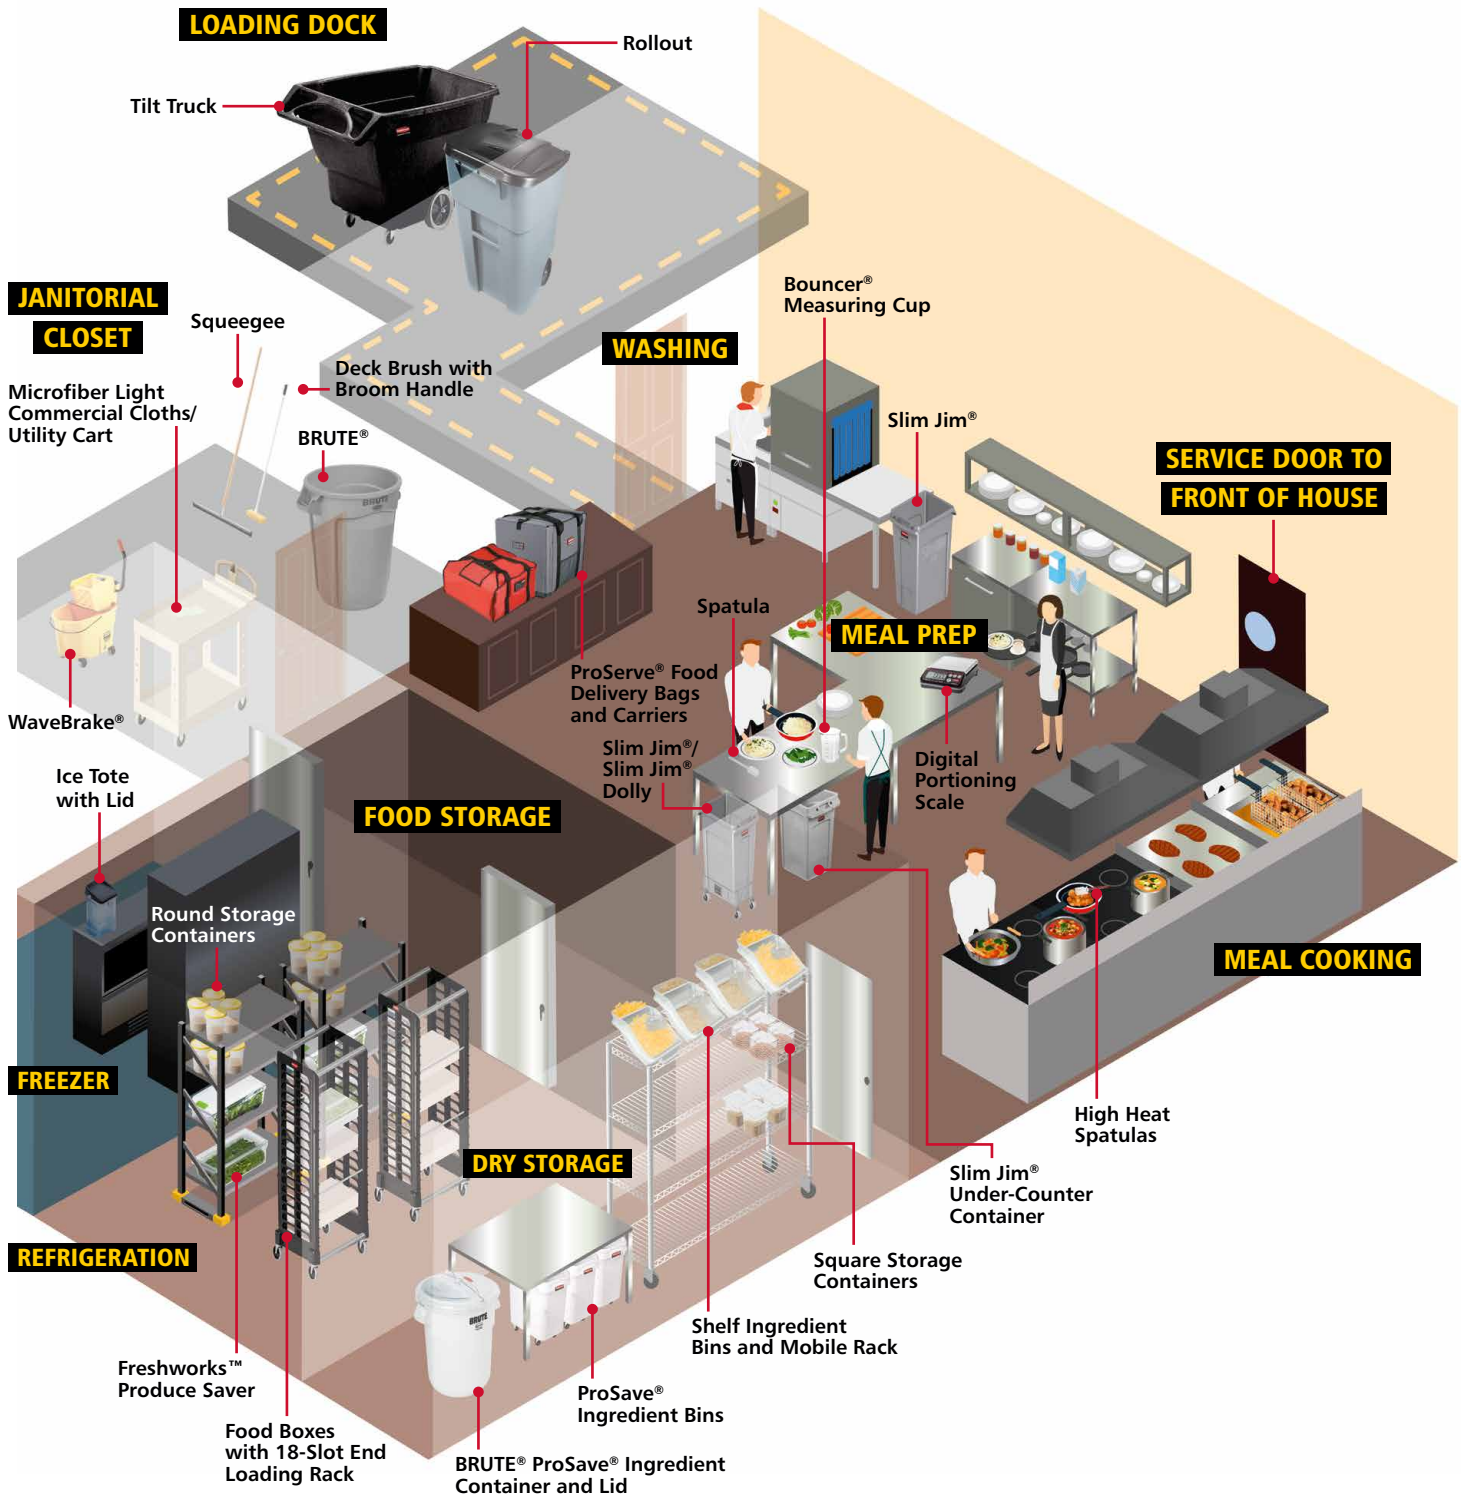 LOADING DOCK
Rollout
Tilt Truck
JANITORIAL
CLOSET
Squeegee
Deck Brush with
Broom Handle
Microfiber Light
Commercial Cloths/
Utility Cart
BRUTE®
BRUTE
WaveBrake®
WASHING
Bouncer®
Measuring Cup
Slim Jim®
SERVICE DOOR TO
FRONT OF HOUSE
Spatula
MEAL PREP
ProServe® Food
Delivery Bags
and Carriers
Slim Jim®/
Slim Jim®
Dolly
Digital
Portioning
Scale
Ice Tote
with Lid
FOOD STORAGE
Round Storage
Containers
MEAL COOKING
FREEZER
High Heat
Spatulas
DRY STORAGE
Slim Jim®
Under-Counter
Container
REFRIGERATION
Square Storage
Containers
BRUTE
Shelf Ingredient
Bins and Mobile Rack
Freshworks™
Produce Saver
ProSave®
Ingredient Bins
Food Boxes
with 18-Slot End
Loading Rack
BRUTE® ProSave® Ingredient
Container and Lid